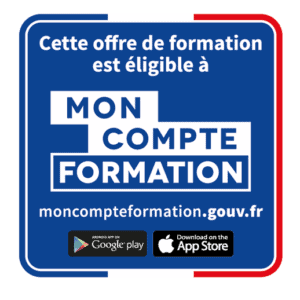 Cette offre de formation
est éligible à
MON
COMPTE
FORMATION
moncompteformation.gouv.fr
ANDROID APP ON
Google play
Download on the
App Store